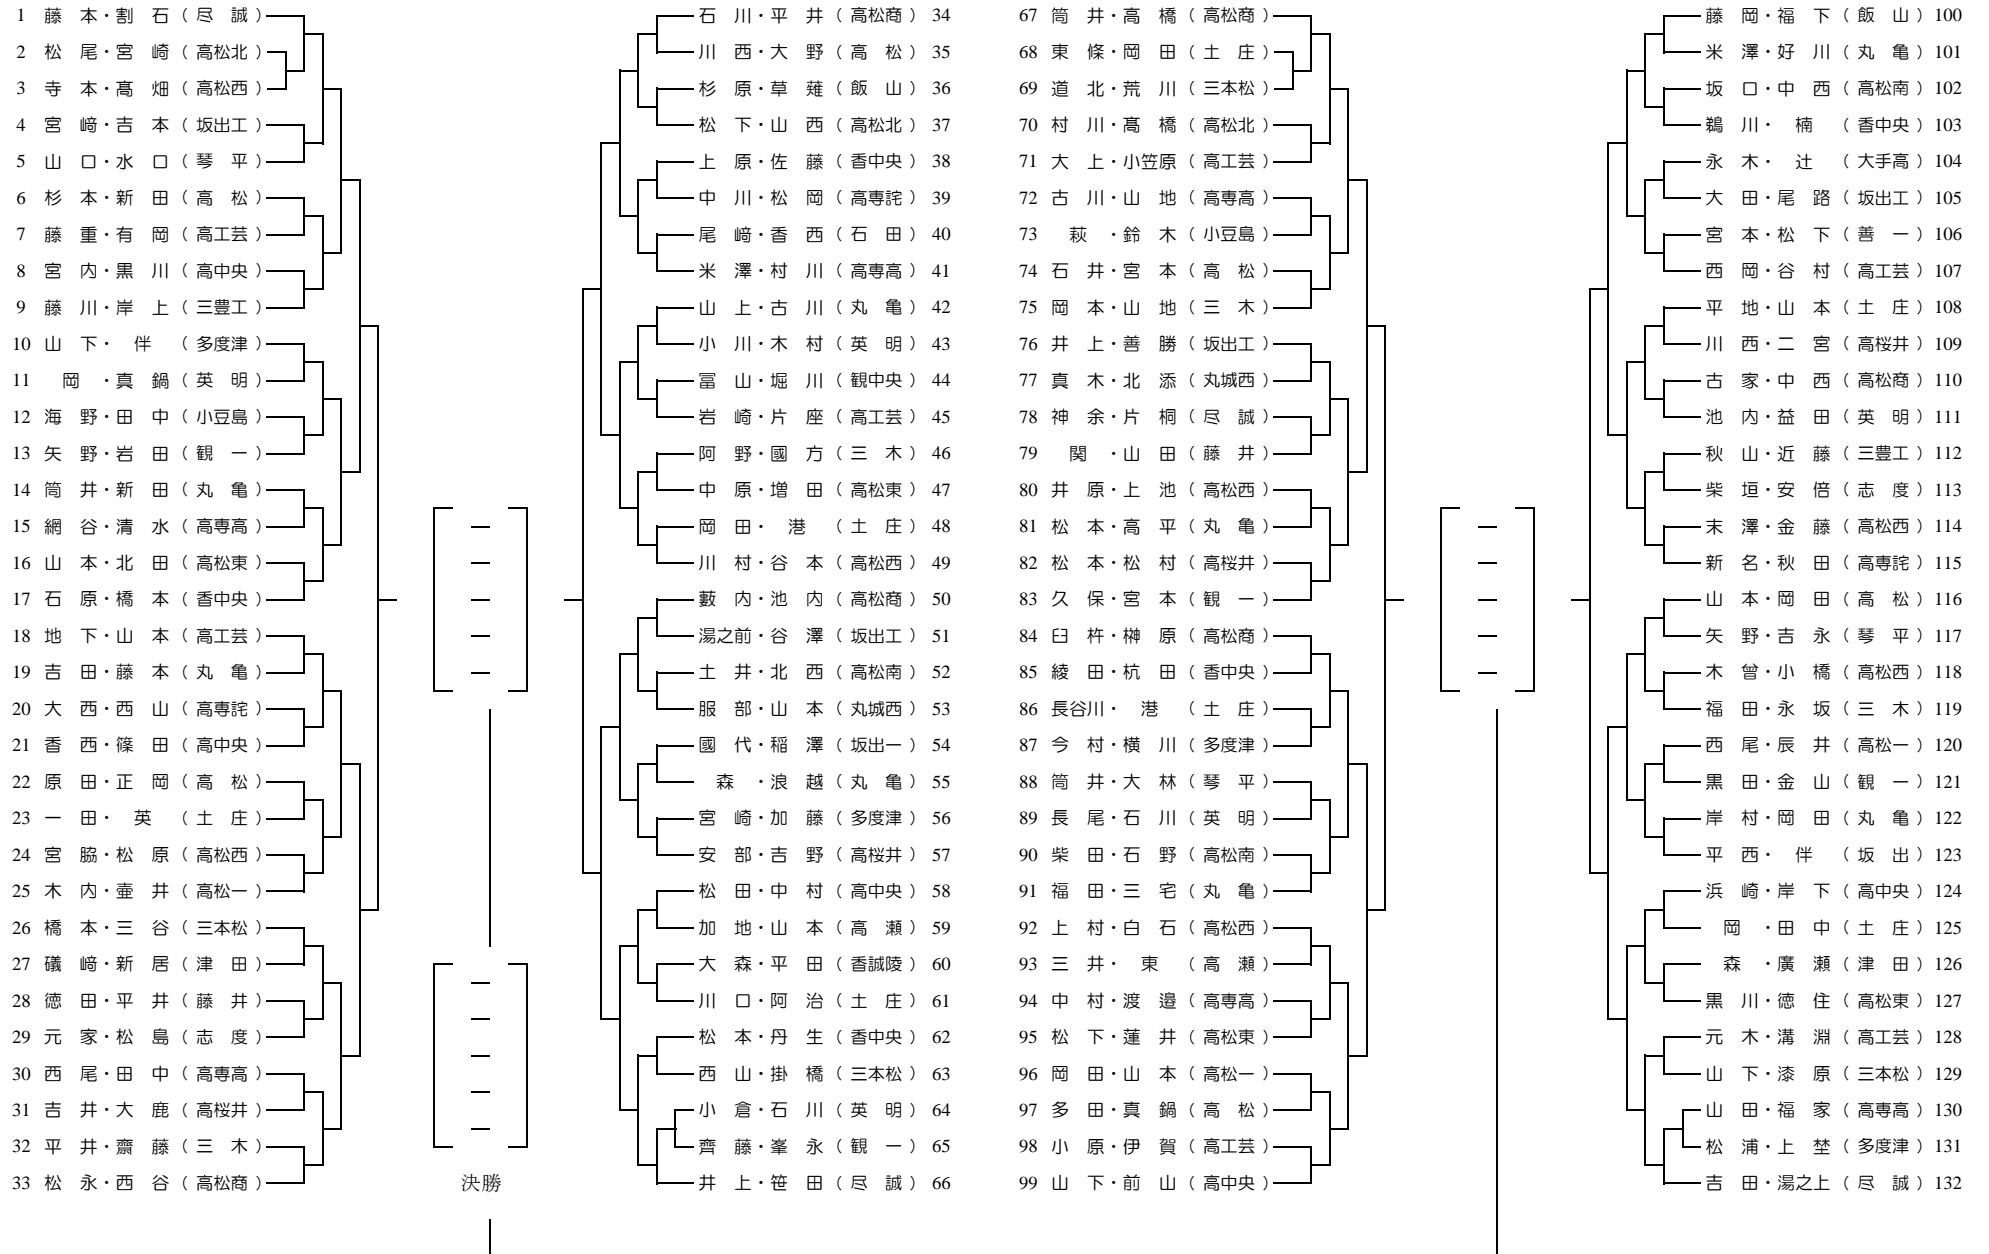 1 藤本・割石（尽誠）
2 松尾・宮崎（高松北）
3 寺本・髙畑（高松西）
4 宮﨑・吉本（坂出工）
5 山口・水口（琴平）
6 杉本・新田（高松）
7 藤重・有岡（高工芸）
8 宮内・黒川（高中央）
9 藤川・岸上（三豊工）
10 山下・伴（多度津）
11 岡・真鍋（英明）
12 海野・田中（小豆島）
13 矢野・岩田（観一）
14 筒井・新田（丸亀）
15 網谷・清水（高専高）
16 山本・北田（高松東）
17 石原・橋本（香中央）
18 地下・山本（高工芸）
19 吉田・藤本（丸亀）
20 大西・西山（高専詫）
21 香西・篠田（高中央）
22 原田・正岡（高松）
23 一田・英（土庄）
24 宮脇・松原（高松西）
25 木内・壷井（高松一）
26 橋本・三谷（三本松）
27 礒﨑・新居（津田）
28 徳田・平井（藤井）
29 元家・松島（志度）
30 西尾・田中（高専高）
31 吉井・大鹿（高桜井）
32 平井・齋藤（三木）
33 松永・西谷（高松商）
決勝
石川・平井（高松商）34
川西・大野（高松）35
杉原・草薙（飯山）36
松下・山西（高松北）37
上原・佐藤（香中央）38
中川・松岡（高専詫）39
尾﨑・香西（石田）40
米澤・村川（高専高）41
山上・古川（丸亀）42
小川・木村（英明）43
冨山・堀川（観中央）44
岩崎・片座（高工芸）45
阿野・國方（三木）46
中原・増田（高松東）47
岡田・港（土庄）48
川村・谷本（高松西）49
藪内・池内（高松商）50
湯之前・谷澤（坂出工）51
土井・北西（高松南）52
服部・山本（丸城西）53
國代・稲澤（坂出一）54
森・浪越（丸亀）55
宮崎・加藤（多度津）56
安部・吉野（高桜井）57
松田・中村（高中央）58
加地・山本（高瀬）59
大森・平田（香誠陵）60
川口・阿治（土庄）61
松本・丹生（香中央）62
西山・掛橋（三本松）63
小倉・石川（英明）64
齊藤・峯永（観一）65
井上・笹田（尽誠）66
67 筒井・高橋（高松商）
68 東條・岡田（土庄）
69 道北・荒川（三本松）
70 村川・髙橋（高松北）
71 大上・小笠原（高工芸）
72 古川・山地（高専高）
73 萩・鈴木（小豆島）
74 石井・宮本（高松）
75 岡本・山地（三木）
76 井上・善勝（坂出工）
77 真木・北添（丸城西）
78 神余・片桐（尽誠）
79 関・山田（藤井）
80 井原・上池（高松西）
81 松本・高平（丸亀）
82 松本・松村（高桜井）
83 久保・宮本（観一）
84 臼杵・榊原（高松商）
85 綾田・杭田（香中央）
86 長谷川・港（土庄）
87 今村・横川（多度津）
88 筒井・大林（琴平）
89 長尾・石川（英明）
90 柴田・石野（高松南）
91 福田・三宅（丸亀）
92 上村・白石（高松西）
93 三井・東（高瀬）
94 中村・渡邉（高専高）
95 松下・蓮井（高松東）
96 岡田・山本（高松一）
97 多田・真鍋（高松）
98 小原・伊賀（高工芸）
99 山下・前山（高中央）
藤岡・福下（飯山）100
米澤・好川（丸亀）101
坂口・中西（高松南）102
鵜川・楠（香中央）103
永木・辻（大手高）104
大田・尾路（坂出工）105
宮本・松下（善一）106
西岡・谷村（高工芸）107
平地・山本（土庄）108
川西・二宮（高桜井）109
古家・中西（高松商）110
池内・益田（英明）111
秋山・近藤（三豊工）112
柴垣・安倍（志度）113
末澤・金藤（高松西）114
新名・秋田（高専詫）115
山本・岡田（高松）116
矢野・吉永（琴平）117
木曾・小橋（高松西）118
福田・永坂（三木）119
西尾・辰井（高松一）120
黒田・金山（観一）121
岸村・岡田（丸亀）122
平西・伴（坂出）123
浜崎・岸下（高中央）124
岡・田中（土庄）125
森・廣瀬（津田）126
黒川・徳住（高松東）127
元木・溝淵（高工芸）128
山下・漆原（三本松）129
山田・福家（高専高）130
松浦・上埜（多度津）131
吉田・湯之上（尽誠）132